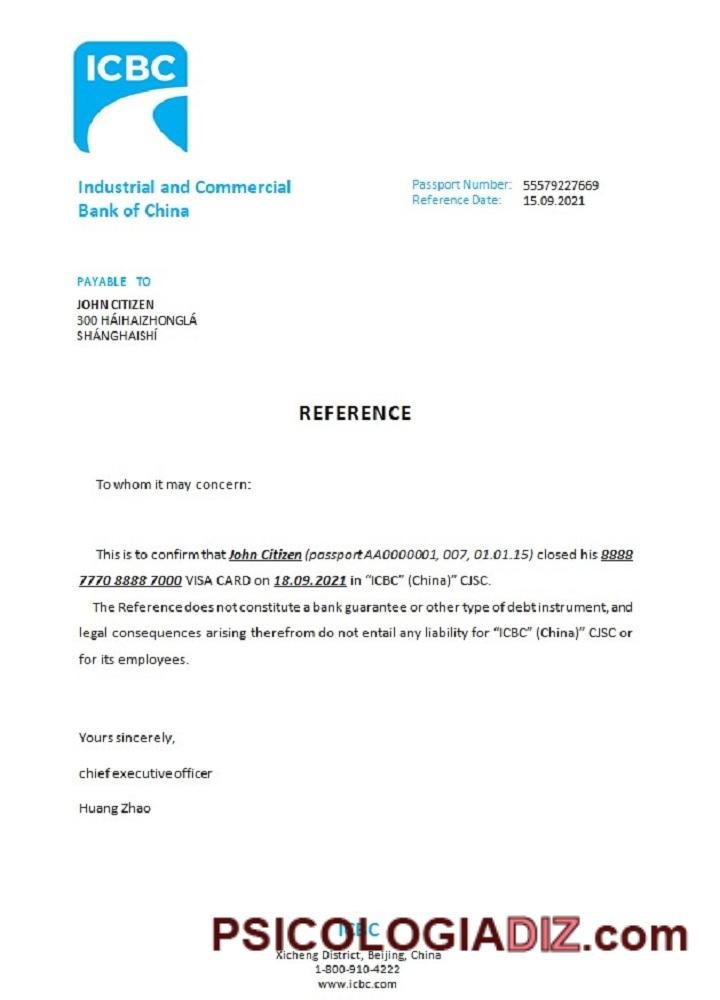 ICBC
Industrial and Commercial
Bank of China
Passport Number: 55579227669
Reference Date: 15.09.2021
PAYABLE TO
JOHN CITIZEN
300 HÁIHAIZHONGLÁ
SHÁNGHAISHÍ
REFERENCE
To whom it may concern:
This is to confirm that John Citizen (passport AA0000001, 007, 01.01.15) closed his 8888
7770 8888 7000 VISA CARD on 18.09.2021 in “ICBC” (China)” CJSC.
The Reference does not constitute a bank guarantee or other type of debt instrument, and
legal consequences arising therefrom do not entail any liability for “ICBC” (China)” CJSC or
for its employees.
Yours sincerely,
chief executive officer
Huang Zhao
ICBC
PSICOLOGIADIZ.com
Xicheng District, Beijing, China
1-800-910-4222
www.icbc.com